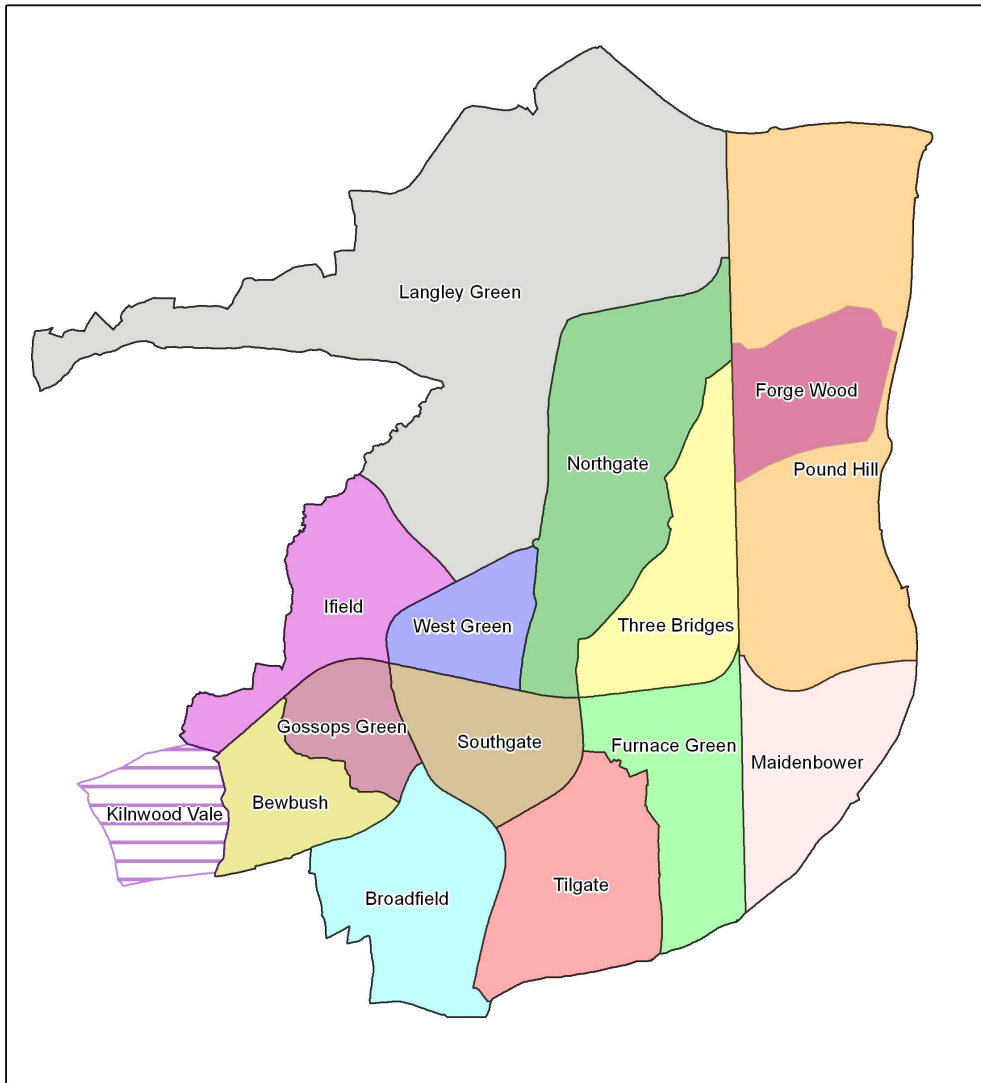 Langley Green
Forge Wood
Northgate
Pound Hill
Ifield
West Green
Three Bridges
Gossops Green
Southgate
Furnace Green
Maidenbower
Bewbush
Kilnwood Vale
Tilgate
Broadfield